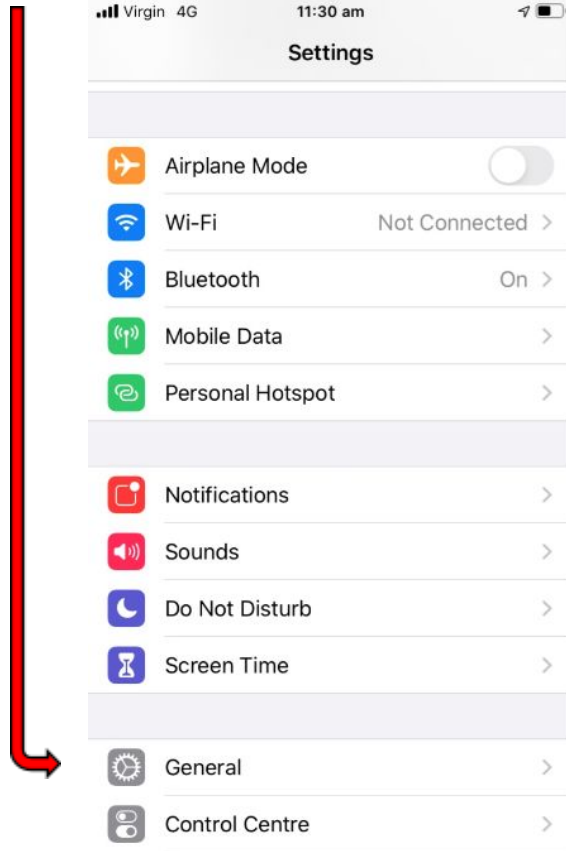 Virgin 4G 11:30 am
Settings
Airplane Mode
Wi-Fi Not Connected
Bluetooth On
Mobile Data
Personal Hotspot
Notifications
Sounds
Do Not Disturb
Screen Time
General
Control Centre